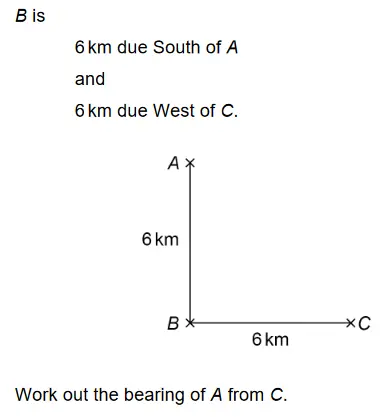 B is
6 km due South of A
and
6 km due West of C.
A
6 km
B
C
6 km
Work out the bearing of A from C.